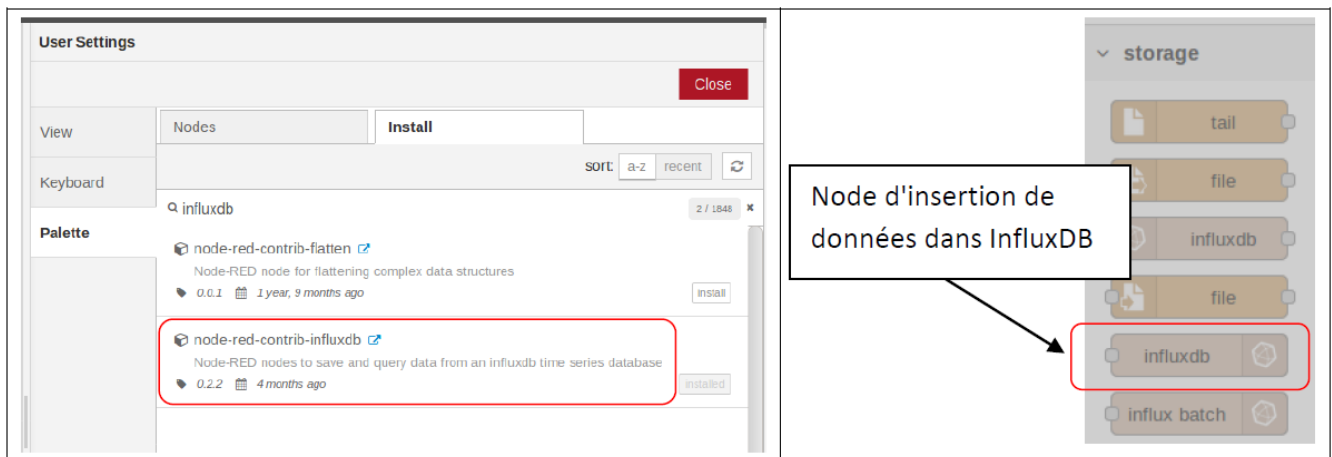 User Settings
Close
View
Keyboard
Palette
Nodes
Install
sort: a-z recent
influxdb
2 / 1848 x
node-red-contrib-flatten
Node-RED node for flattening complex data structures
0.0.1 1 year, 9 months ago
install
node-red-contrib-influxdb
Node-RED nodes to save and query data from an influxdb time series database
0.2.2 4 months ago
installed
Node d'insertion de
données dans InfluxDB
storage
tail
file
influxdb
file
influxdb
influx batch